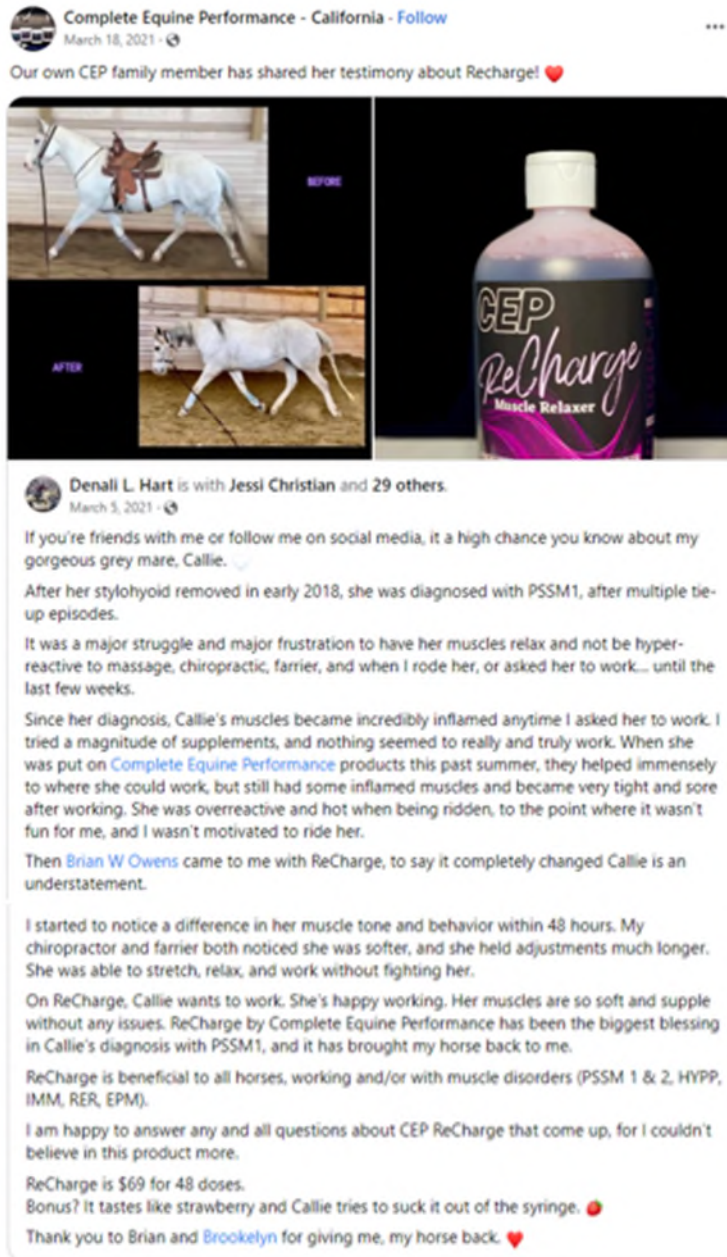 Complete Equine Performance - California · Follow
March 18, 2021 ·
Our own CEP family member has shared her testimony about Recharge! ❤️
BEFORE
AFTER
CEP
ReCharge
Muscle Relaxer
Denali L. Hart is with Jessi Christian and 29 others.
March 5, 2021 ·
If you're friends with me or follow me on social media, it a high chance you know about my
gorgeous grey mare, Callie.
After her stylohyoid removed in early 2018, she was diagnosed with PSSM1, after multiple tie-
up episodes.
It was a major struggle and major frustration to have her muscles relax and not be hyper-
reactive to massage, chiropractic, farrier, and when I rode her, or asked her to work... until the
last few weeks.
Since her diagnosis, Callie's muscles became incredibly inflamed anytime I asked her to work. I
tried a magnitude of supplements, and nothing seemed to really and truly work. When she
was put on Complete Equine Performance products this past summer, they helped immensely
to where she could work, but still had some inflamed muscles and became very tight and sore
after working. She was overreactive and hot when being ridden, to the point where it wasn't
fun for me, and I wasn't motivated to ride her.
Then Brian W Owens came to me with ReCharge, to say it completely changed Callie is an
understatement.
I started to notice a difference in her muscle tone and behavior within 48 hours. My
chiropractor and farrier both noticed she was softer, and she held adjustments much longer.
She was able to stretch, relax, and work without fighting her.
On ReCharge, Callie wants to work. She's happy working. Her muscles are so soft and supple
without any issues. ReCharge by Complete Equine Performance has been the biggest blessing
in Callie's diagnosis with PSSM1, and it has brought my horse back to me.
ReCharge is beneficial to all horses, working and/or with muscle disorders (PSSM 1 & 2, HYPP,
IMM, RER, EPM).
I am happy to answer any and all questions about CEP ReCharge that come up, for I couldn't
believe in this product more.
ReCharge is $69 for 48 doses.
Bonus? It tastes like strawberry and Callie tries to suck it out of the syringe. 🍓
Thank you to Brian and Brookelyn for giving me, my horse back. ❤️